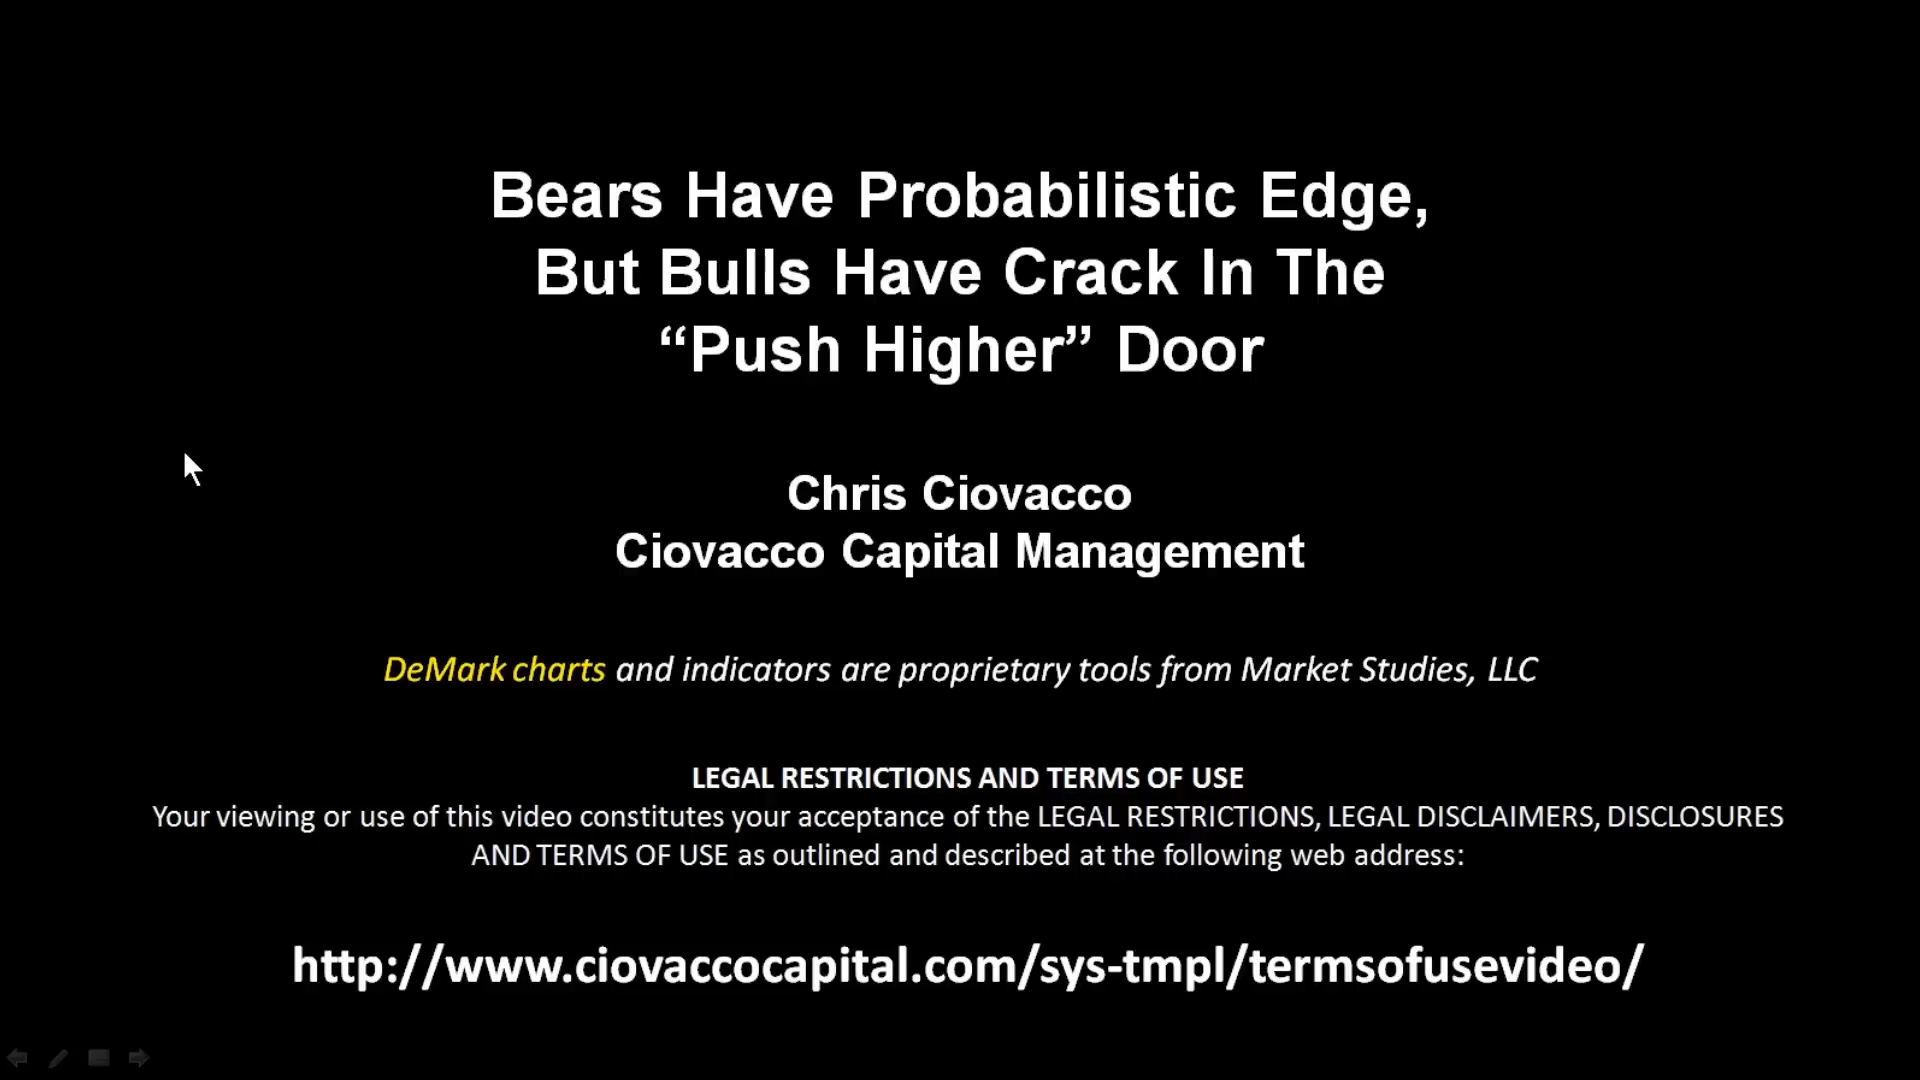 Bears Have Probabilistic Edge,
But Bulls Have Crack In The
“Push Higher” Door
Chris Ciovacco
Ciovacco Capital Management
DeMark charts and indicators are proprietary tools from Market Studies, LLC
LEGAL RESTRICTIONS AND TERMS OF USE
Your viewing or use of this video constitutes your acceptance of the LEGAL RESTRICTIONS, LEGAL DISCLAIMERS, DISCLOSURES
AND TERMS OF USE as outlined and described at the following web address:
http://www.ciovaccocapital.com/sys-tmpl/termsofusevideo/